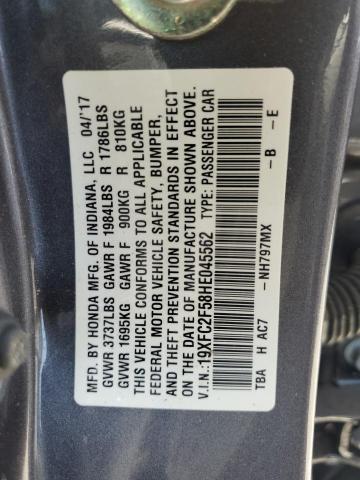 MFD. BY HONDA MFG. OF INDIANA, LLC 04/'17
GVWR 3737LBS GAWR F 1984LBS R 1786LBS
GVWR 1695KG GAWR F 900KG R 810KG
THIS VEHICLE CONFORMS TO ALL APPLICABLE
FEDERAL MOTOR VEHICLE SAFETY, BUMPER,
AND THEFT PREVENTION STANDARDS IN EFFECT
ON THE DATE OF MANUFACTURE SHOWN ABOVE.
V.I.N.: 19XFC2F58HE045562 TYPE: PASSENGER CAR
TBA H AC7 -NH797MX -B -E